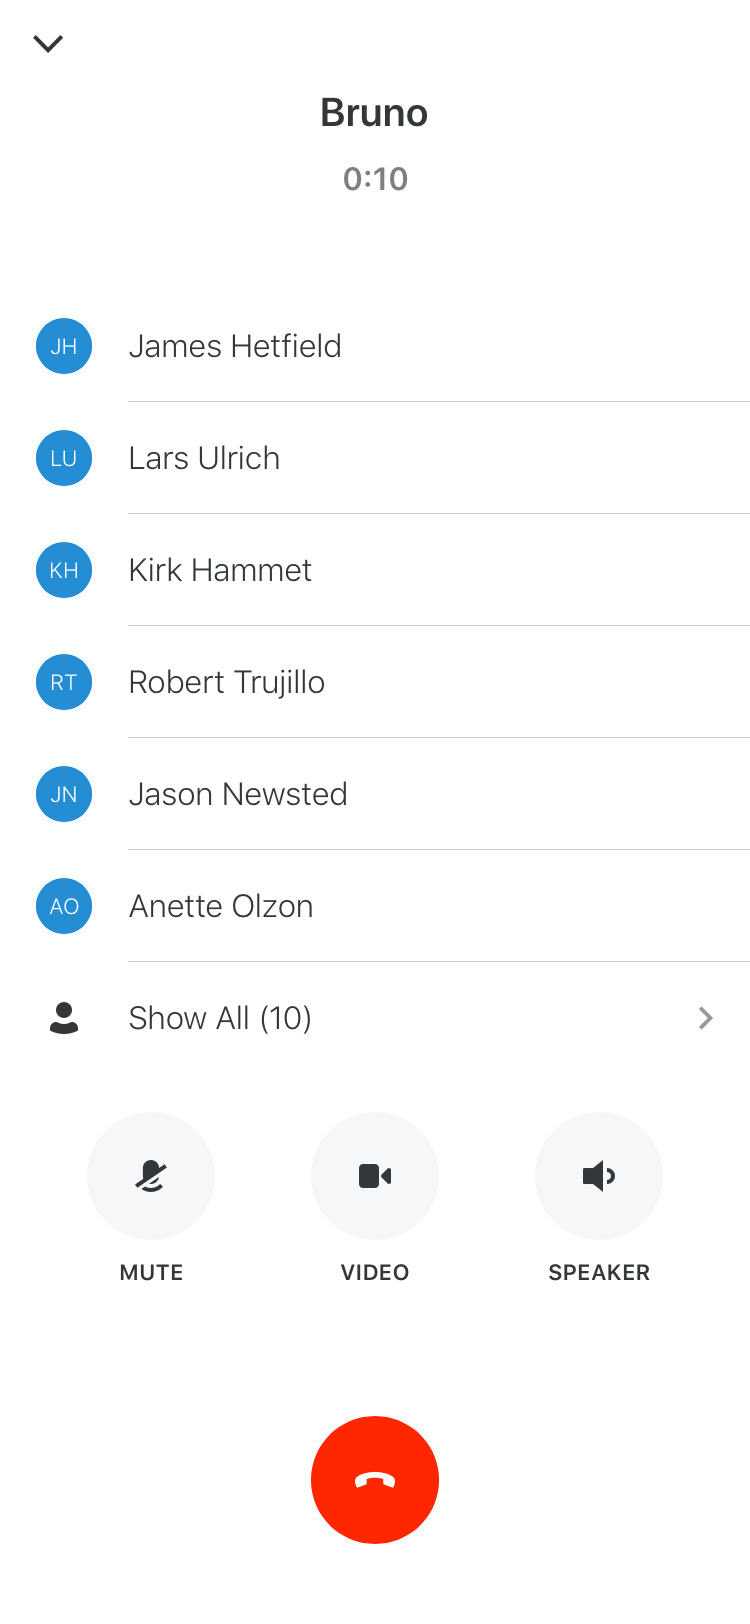 Bruno
0:10
JH James Hetfield
LU Lars Ulrich
KH Kirk Hammet
RT Robert Trujillo
JN Jason Newsted
AO Anette Olzon
Show All (10)
MUTE VIDEO SPEAKER